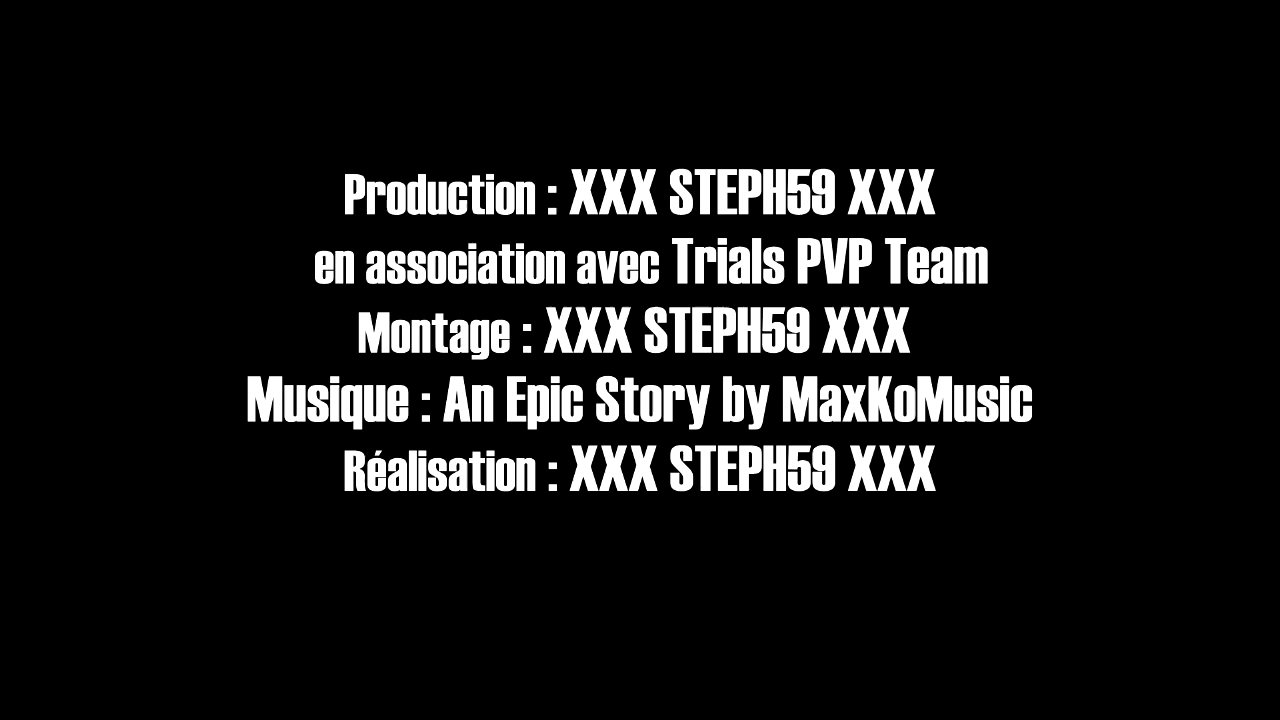 Production : XXX STEPH59 XXX
en association avec Trials PVP Team
Montage : XXX STEPH59 XXX
Musique : An Epic Story by MaxKoMusic
Réalisation : XXX STEPH59 XXX